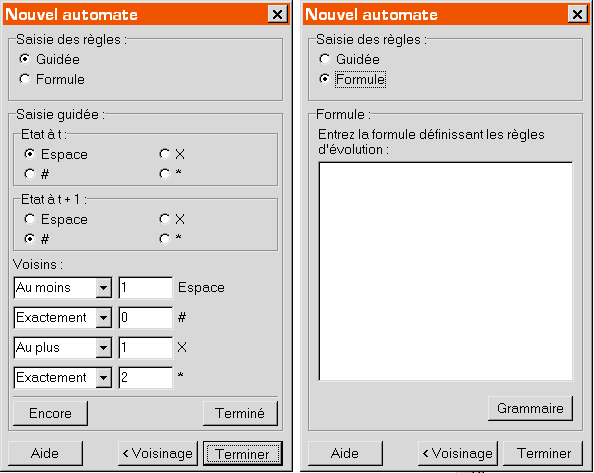 Nouvel automate
Saisie des règles :
Guidée
Formule
Saisie guidée :
Etat à t :
Espace X
# *
Etat à t + 1 :
Espace X
# *
Voisins :
Au moins 1 Espace
Exactement 0 #
Au plus 1 X
Exactement 2 *
Encore Terminé
Aide < Voisinage Terminer
Nouvel automate
Saisie des règles :
Guidée
Formule
Formule :
Entrez la formule définissant les règles
d'évolution :
Grammaire
Aide < Voisinage Terminer